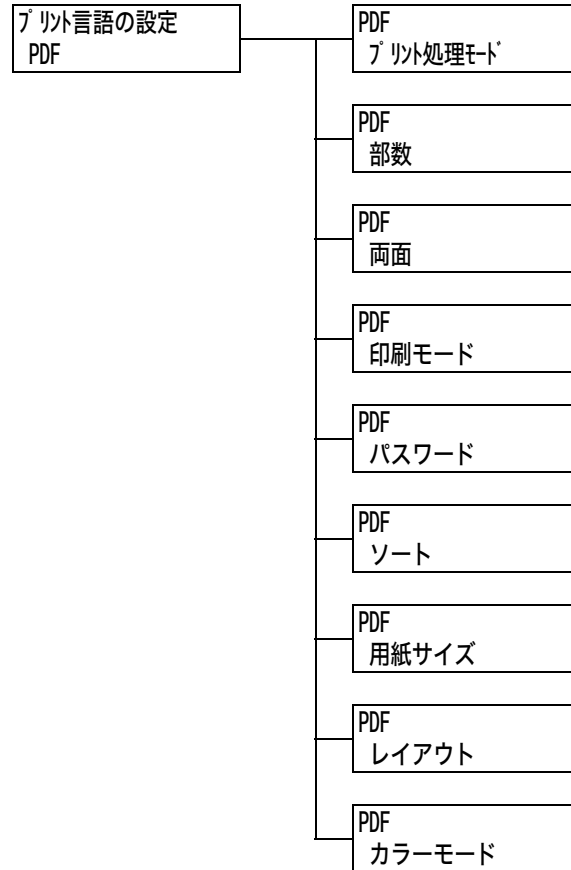 ﾌﾟﾘﾝﾄ言語の設定
PDF
PDF
ﾌﾟﾘﾝﾄ処理ﾓｰﾄﾞ
PDF
部数
PDF
両面
PDF
印刷モード
PDF
パスワード
PDF
ソート
PDF
用紙サイズ
PDF
レイアウト
PDF
カラーモード